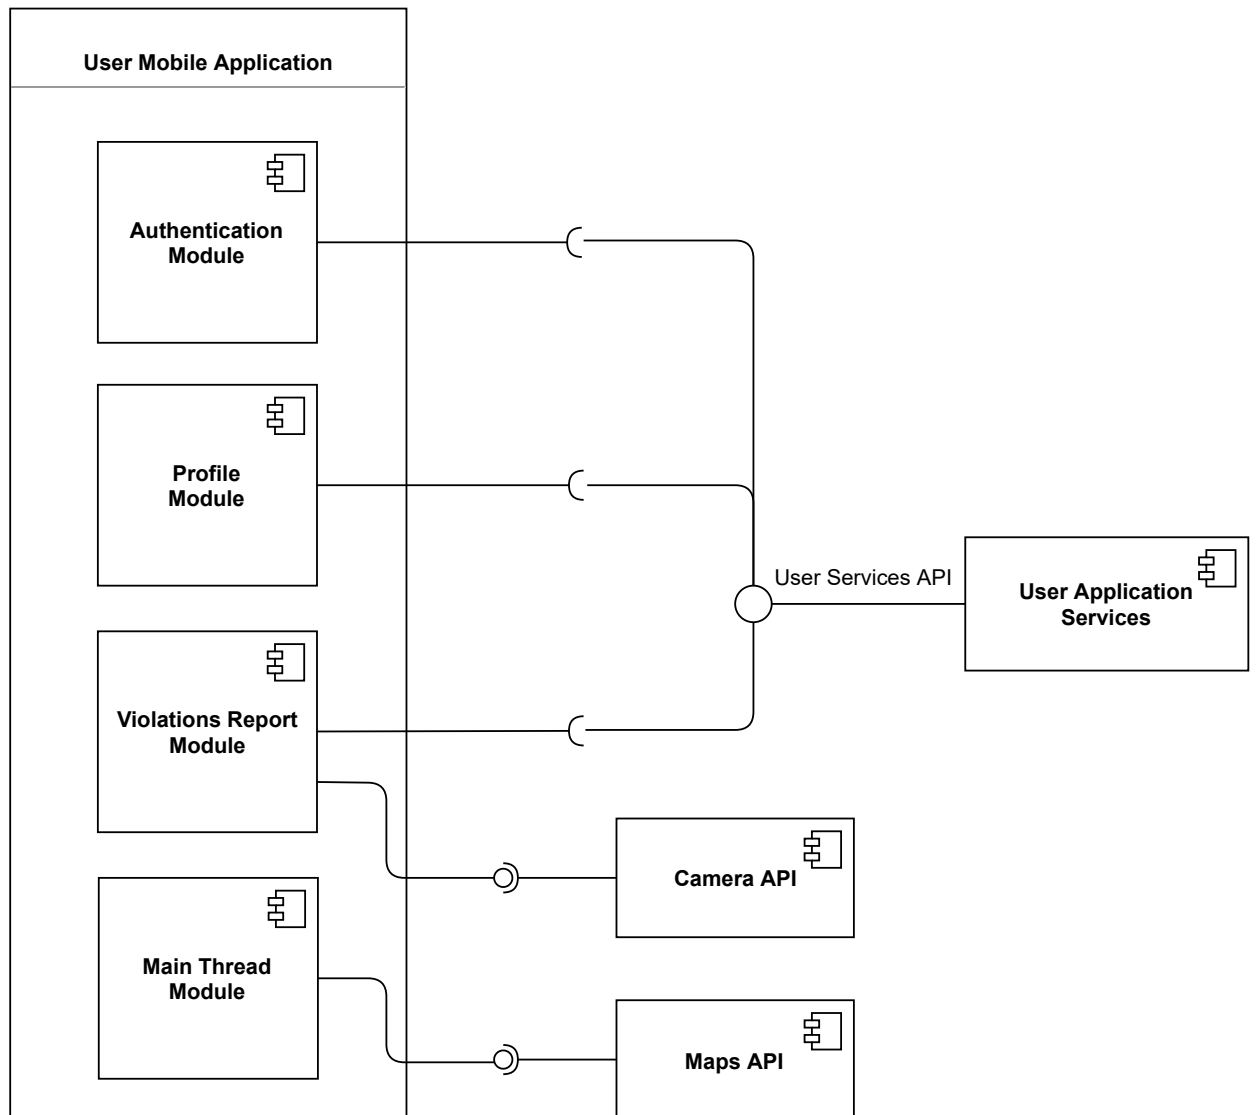 User Mobile Application
Authentication
Module
Profile
Module
User Services API
User Application
Services
Violations Report
Module
Camera API
Main Thread
Module
Maps API